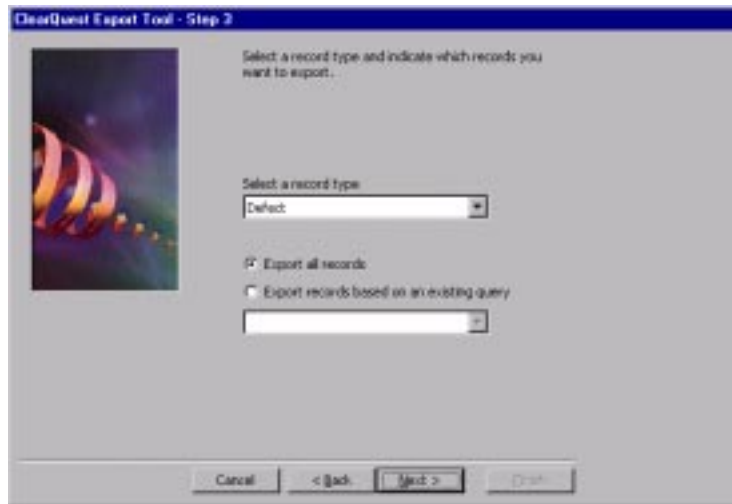 ClearQuest Export Tool - Step 3
Select a record type and indicate which records you
want to export.
Select a record type
Defect
Export all records
Export records based on an existing query
Cancel
< Back
Next >